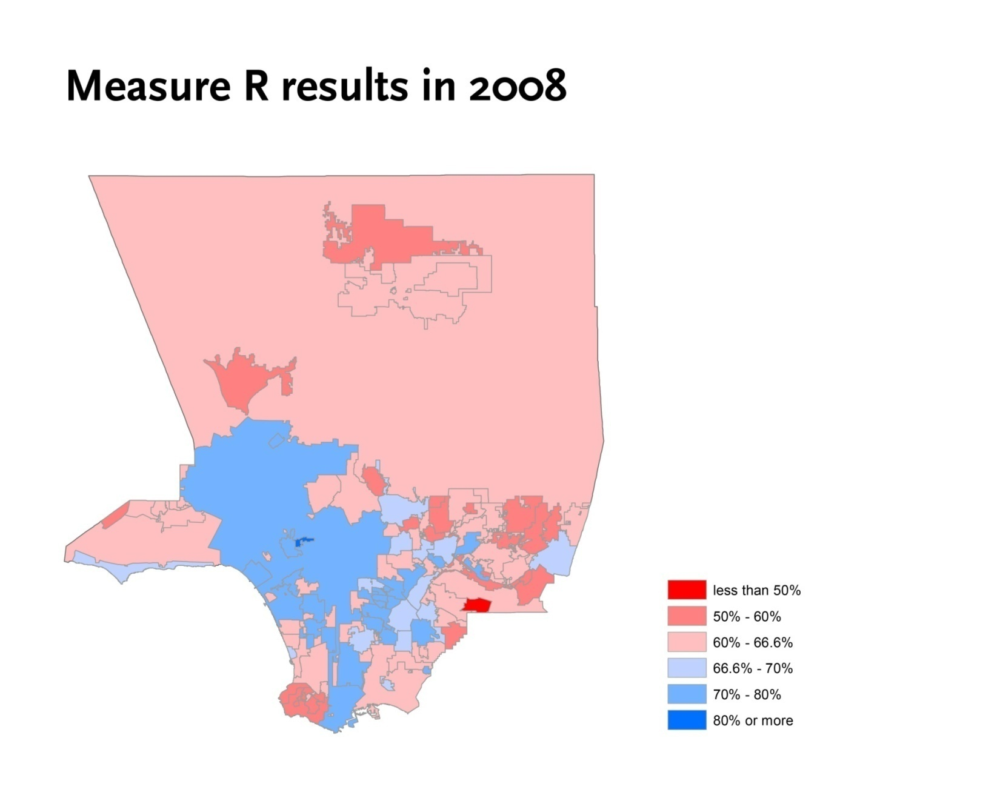 Measure R results in 2008
less than 50%
50% - 60%
60% - 66.6%
66.6% - 70%
70% - 80%
80% or more